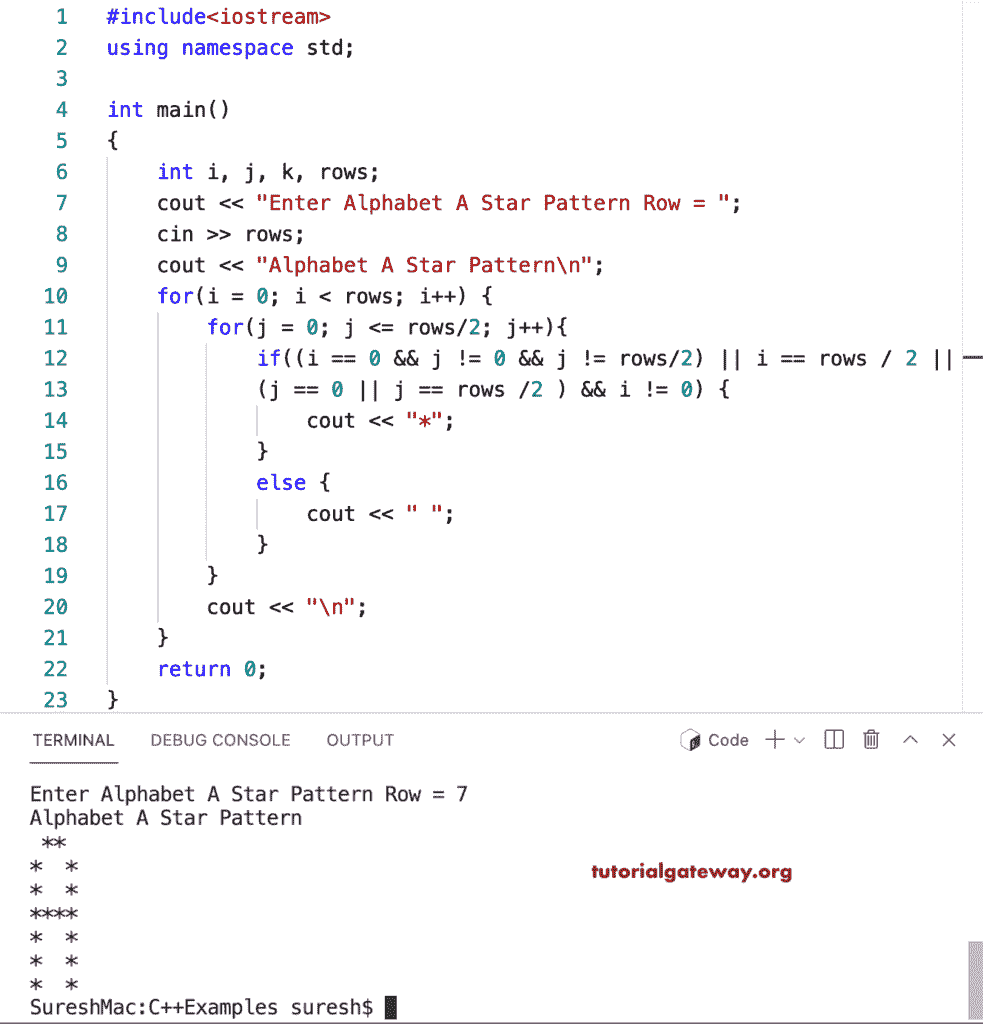 1 #include<iostream>
2 using namespace std;
3
4 int main()
5 {
6     int i, j, k, rows;
7     cout << "Enter Alphabet A Star Pattern Row = ";
8     cin >> rows;
9     cout << "Alphabet A Star Pattern\n";
10     for(i = 0; i < rows; i++) {
11         for(j = 0; j <= rows/2; j++){
12             if((i == 0 && j != 0 && j != rows/2) || i == rows / 2 ||
13             (j == 0 || j == rows /2 ) && i != 0) {
14                 cout << "*";
15             }
16             else {
17                 cout << " ";
18             }
19         }
20         cout << "\n";
21     }
22     return 0;
23 }
TERMINAL DEBUG CONSOLE OUTPUT Code
Enter Alphabet A Star Pattern Row = 7
Alphabet A Star Pattern
 **
*  *
*  *
****
*  *
*  *
*  *
SureshMac:C++Examples suresh$
tutorialgateway.org